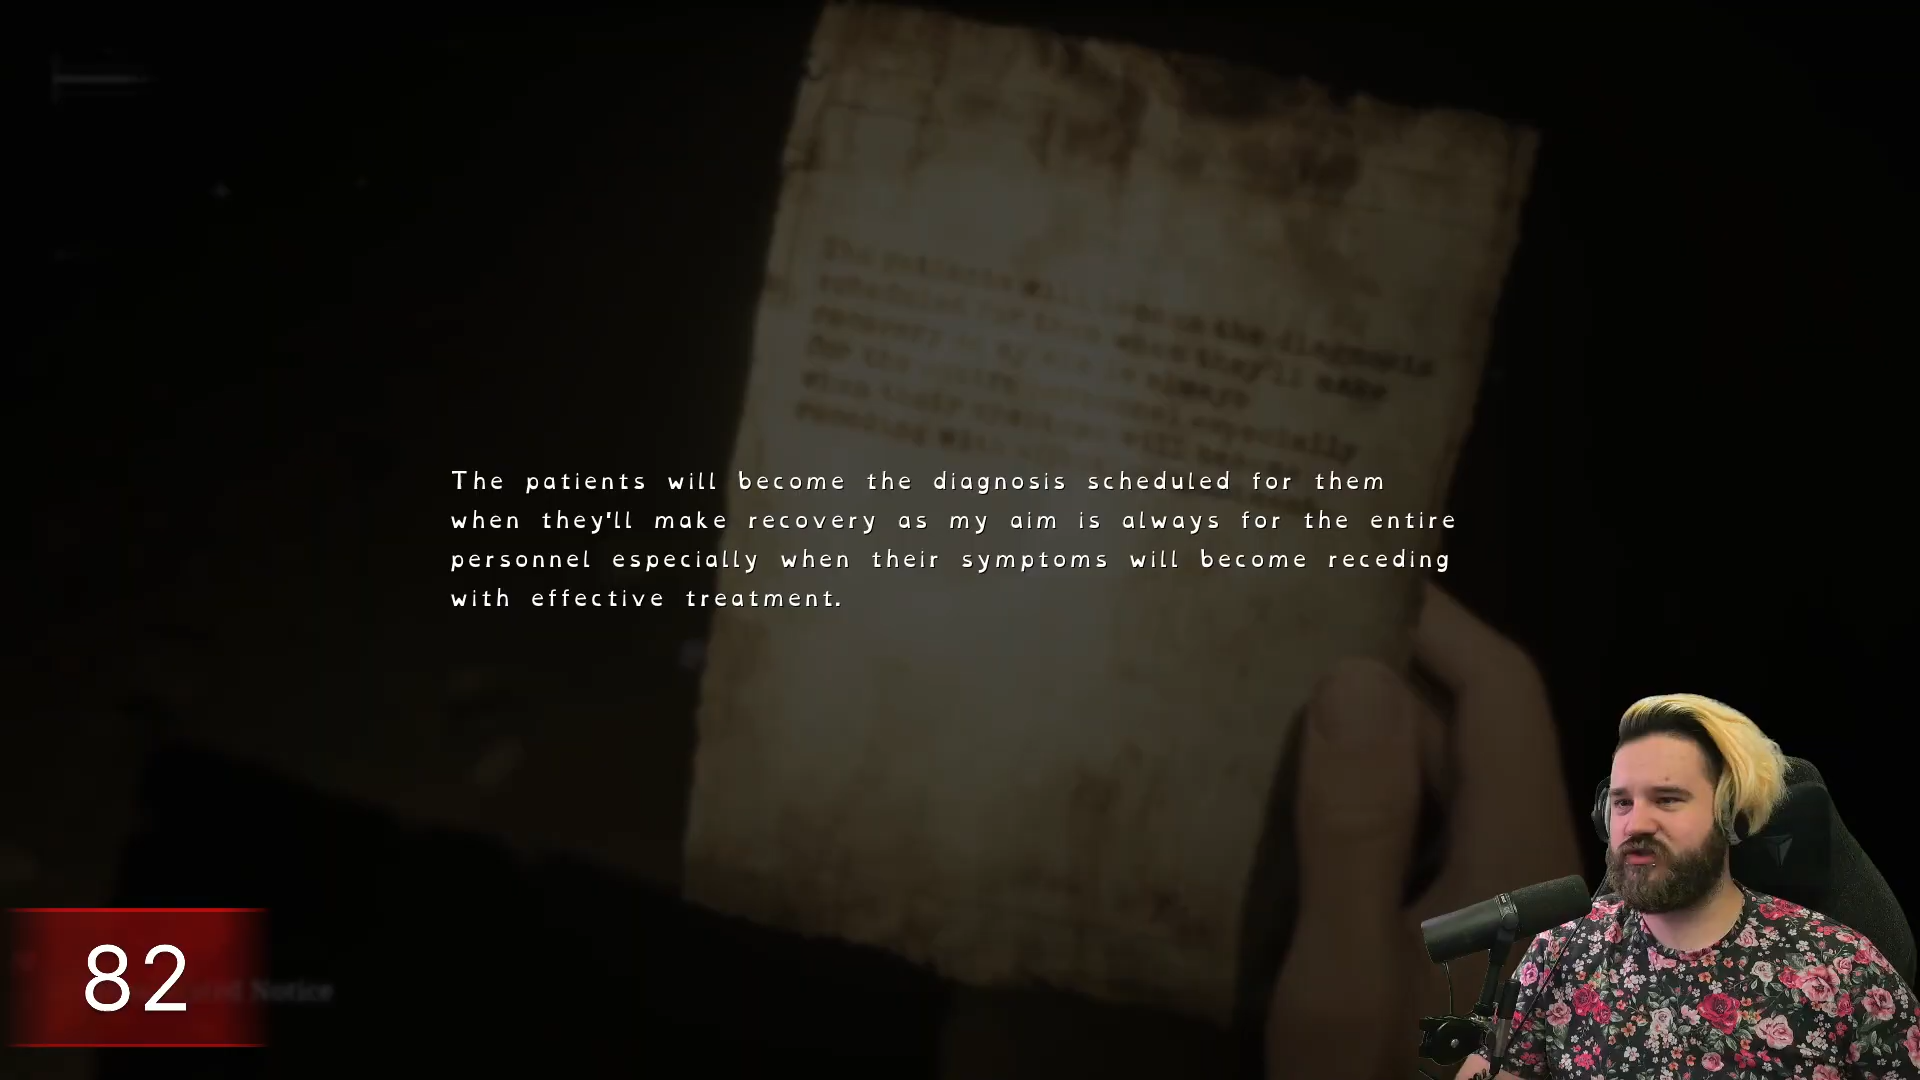 The patients will become the diagnosis scheduled for them
when they'll make recovery as my aim is always for the entire
personnel especially when their symptoms will become receding
with effective treatment.
82
Notice